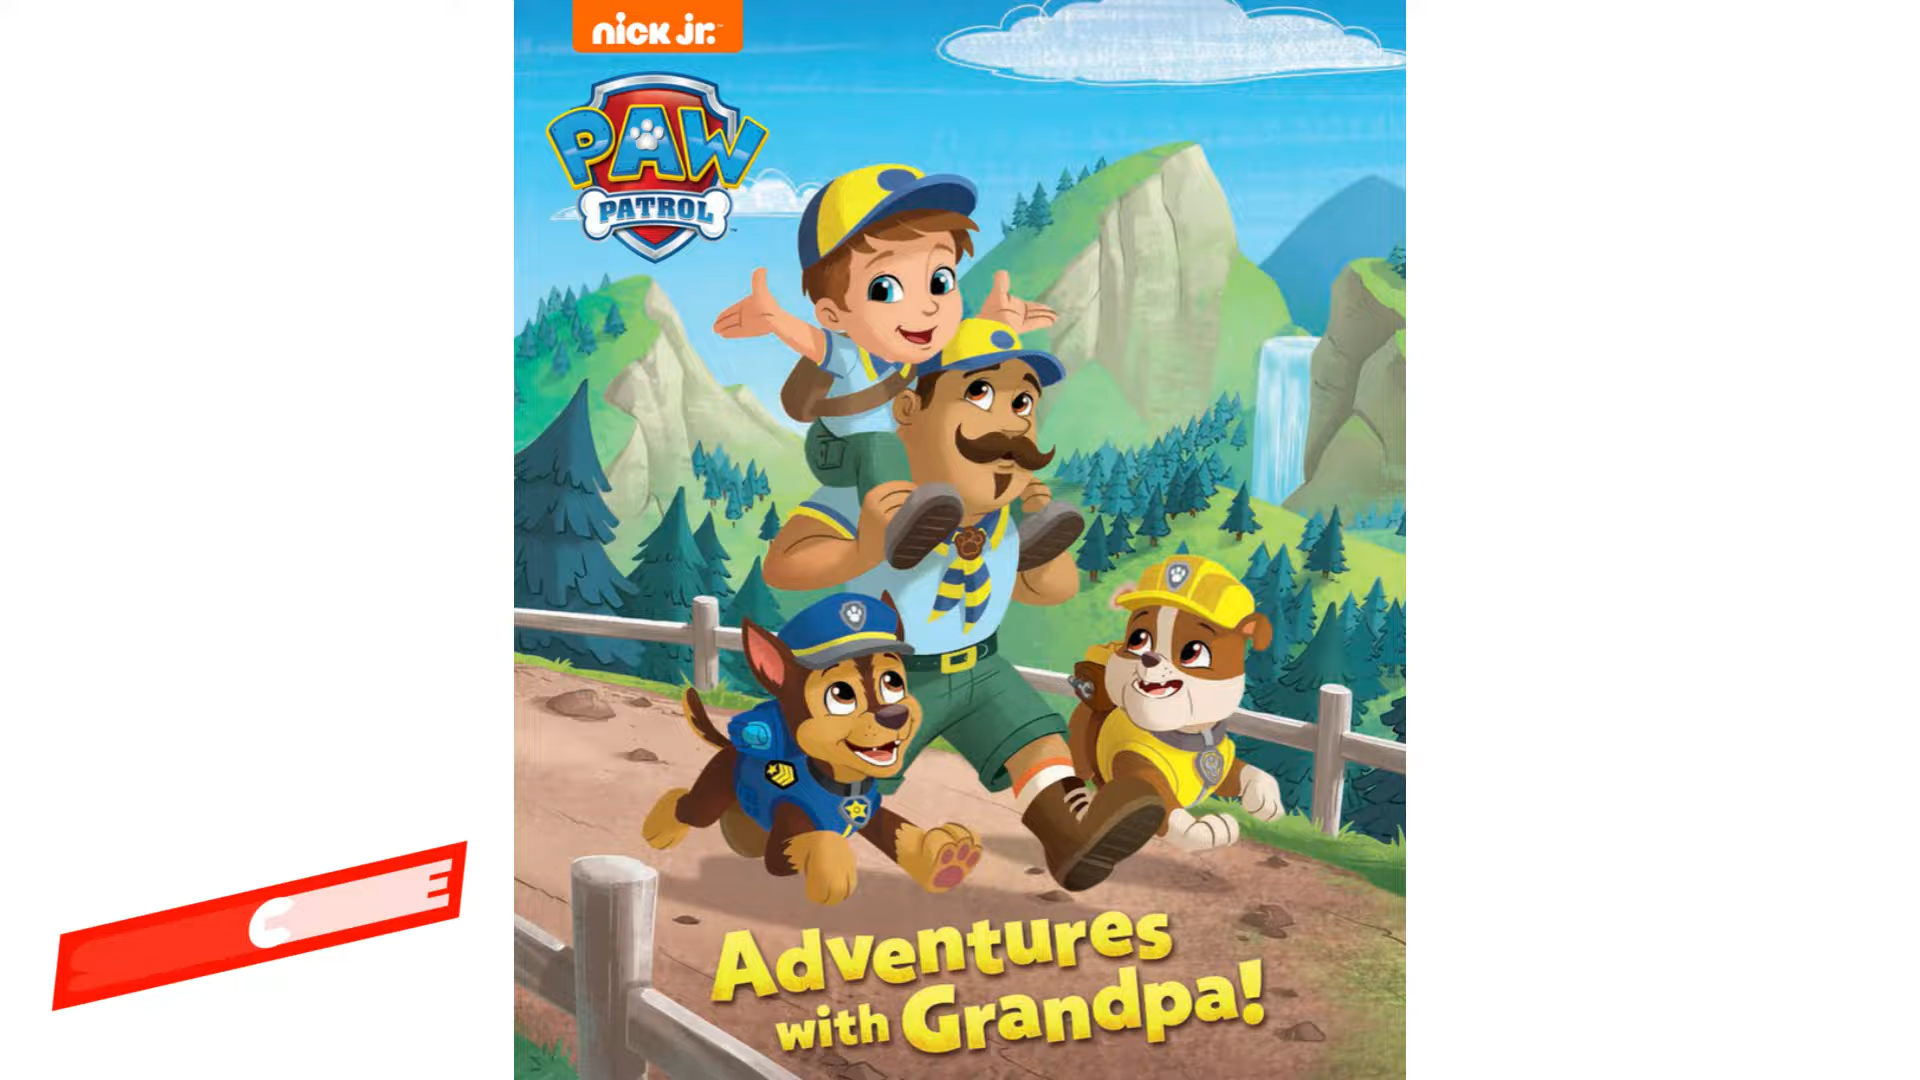 nick jr.
PAW
PATROL
Adventures
with Grandpa!